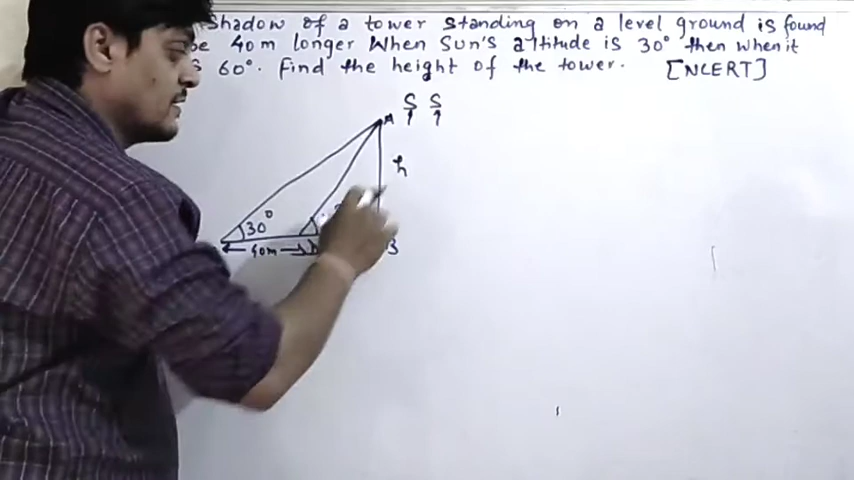 Shadow of a tower standing on a level ground is found
40m longer when Sun's altitude is 30° then when it
60°. Find the height of the tower. [NCERT]
S S
A
h
30°
40m
B